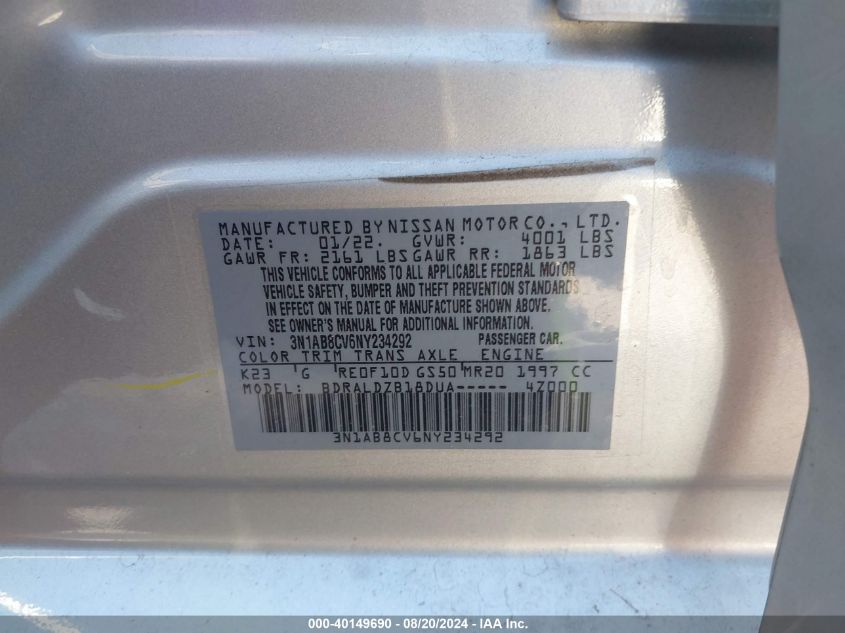 MANUFACTURED BY NISSAN MOTOR CO., LTD.
DATE: 01/22. GVWR: 4001 LBS
GAWR FR: 2161 LBS GAWR RR: 1863 LBS
THIS VEHICLE CONFORMS TO ALL APPLICABLE FEDERAL MOTOR
VEHICLE SAFETY, BUMPER AND THEFT PREVENTION STANDARDS
IN EFFECT ON THE DATE OF MANUFACTURE SHOWN ABOVE.
SEE OWNER'S MANUAL FOR ADDITIONAL INFORMATION.
VIN: 3N1AB8CV6NY234292 PASSENGER CAR.
COLOR TRIM TRANS AXLE ENGINE
K23 G RE0F10D GS50 MR20 1997 CC
MODEL: BDRALDZB18DUA----- 4Z000
3N1AB8CV6NY234292
000-40149690 - 08/20/2024 - IAA Inc.